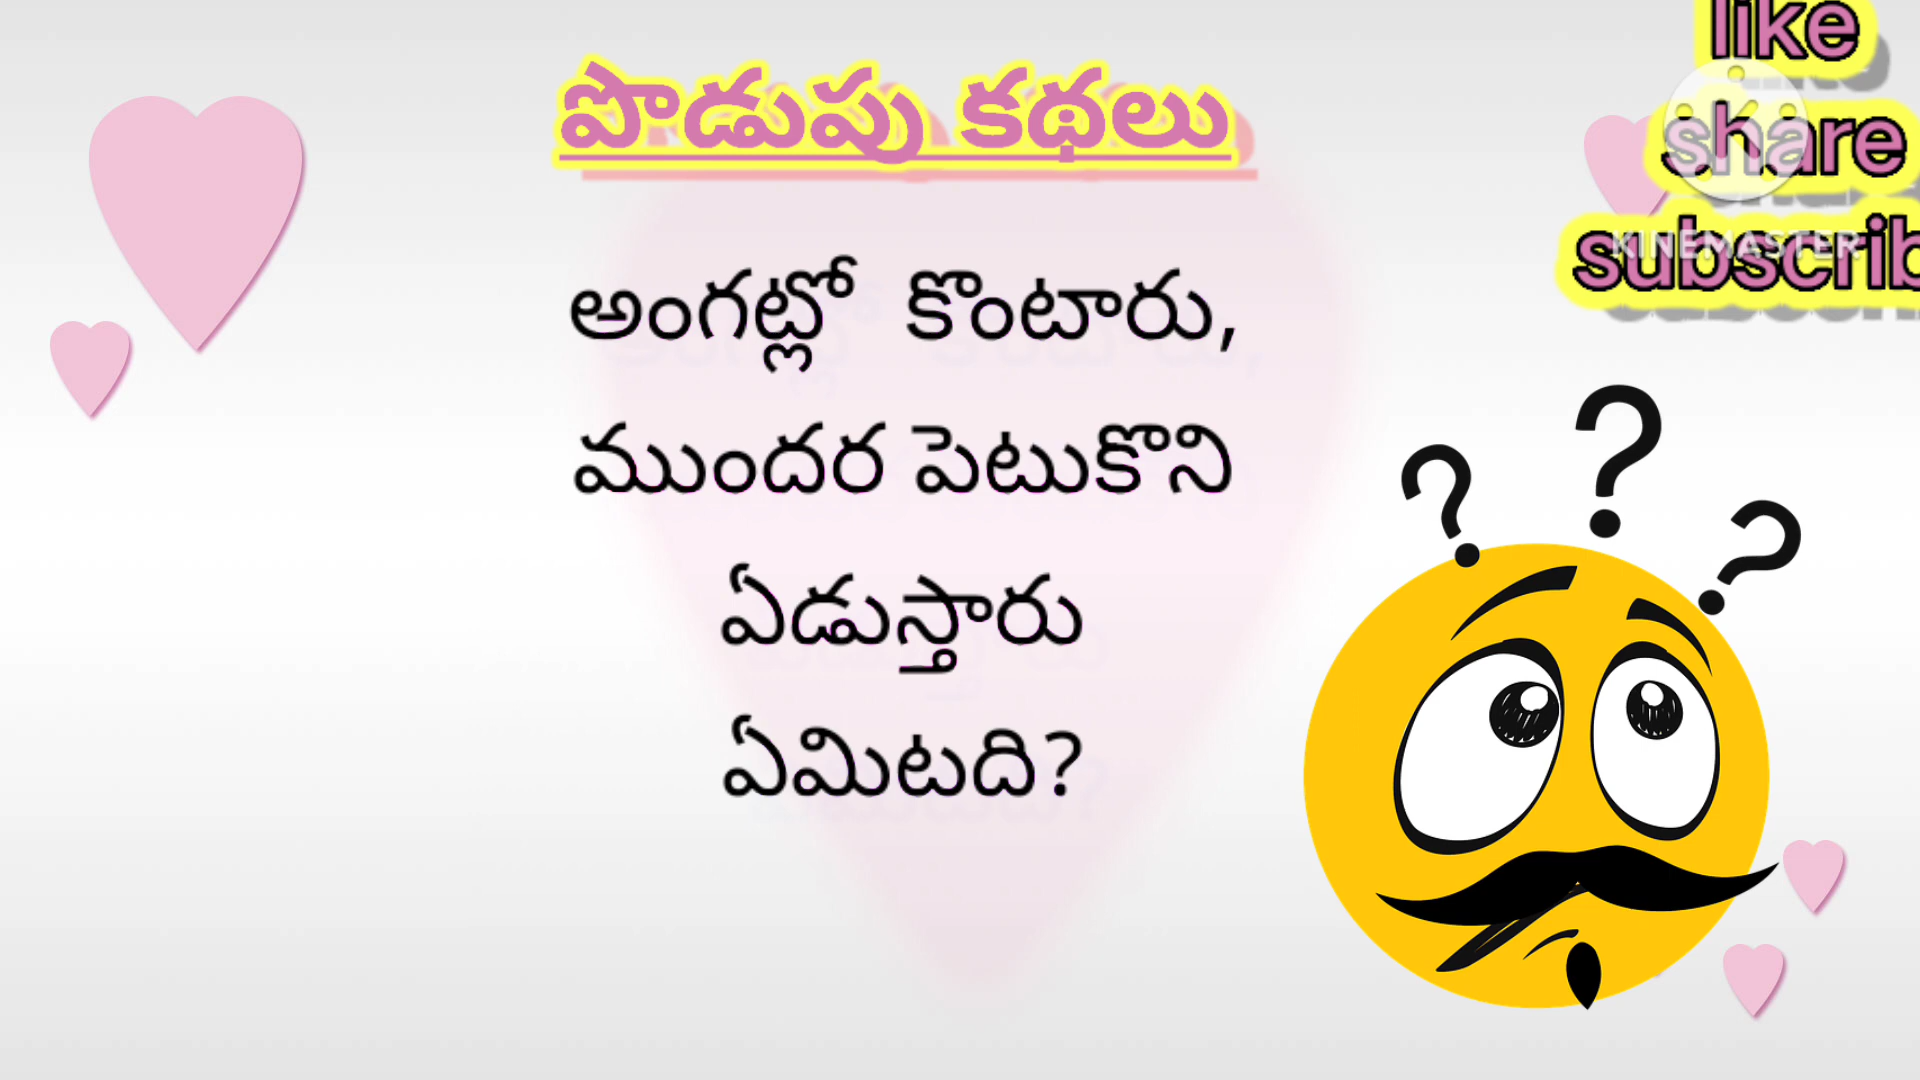 పొడుపు కథలు
like
share
subscrib
KINEMASTER
అంగట్లో కొంటారు,
ముందర పెటుకొని
ఏడుస్తారు
ఏమిటది?